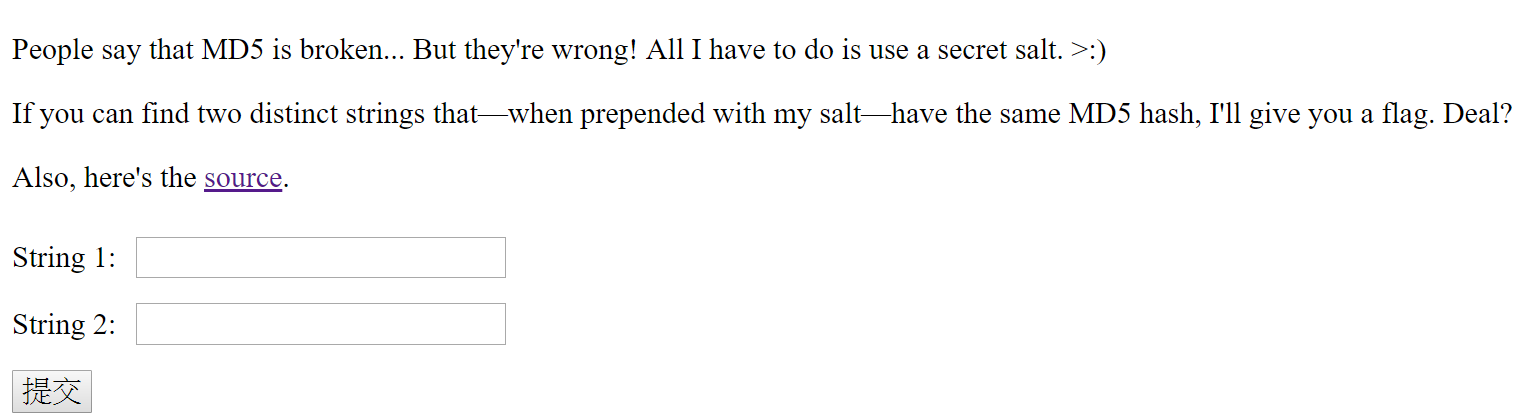 People say that MD5 is broken... But they're wrong! All I have to do is use a secret salt. >:)
If you can find two distinct strings that—when prepended with my salt—have the same MD5 hash, I'll give you a flag. Deal?
Also, here's the source.
String 1:
String 2:
提交